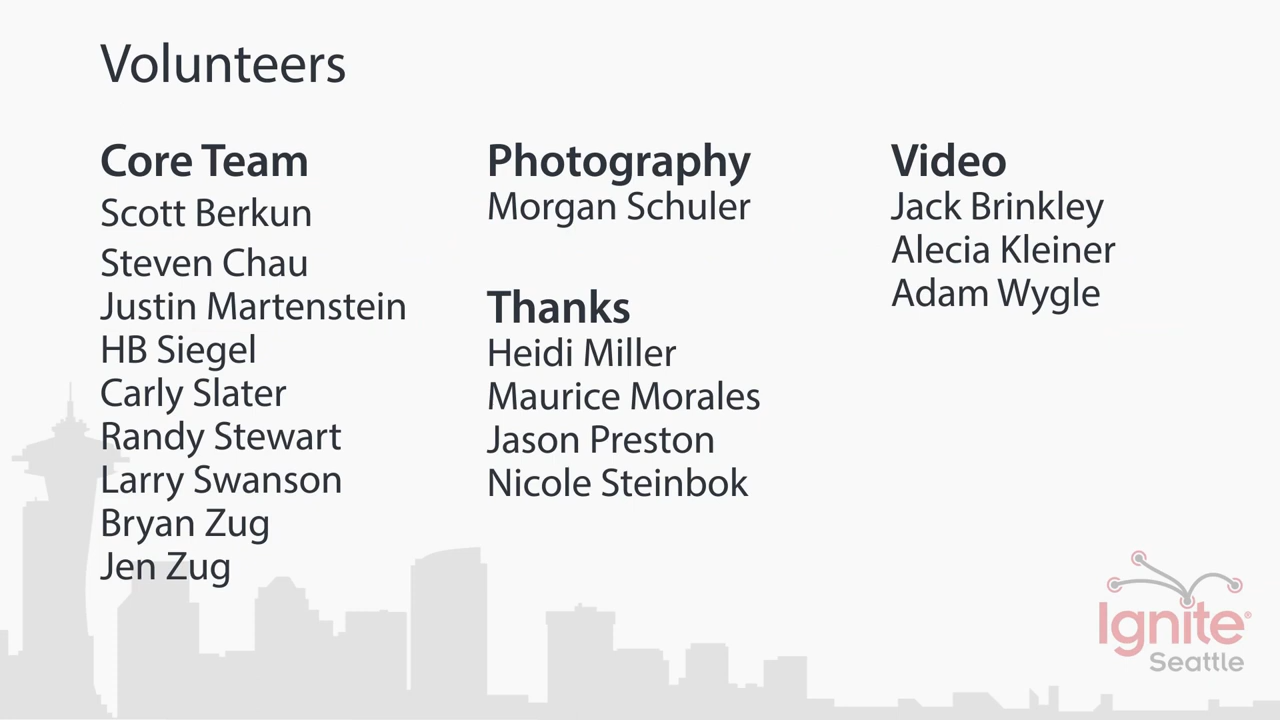 Volunteers
Core Team
Scott Berkun
Steven Chau
Justin Martenstein
HB Siegel
Carly Slater
Randy Stewart
Larry Swanson
Bryan Zug
Jen Zug
Photography
Morgan Schuler
Thanks
Heidi Miller
Maurice Morales
Jason Preston
Nicole Steinbok
Video
Jack Brinkley
Alecia Kleiner
Adam Wygle
Ignite®
Seattle